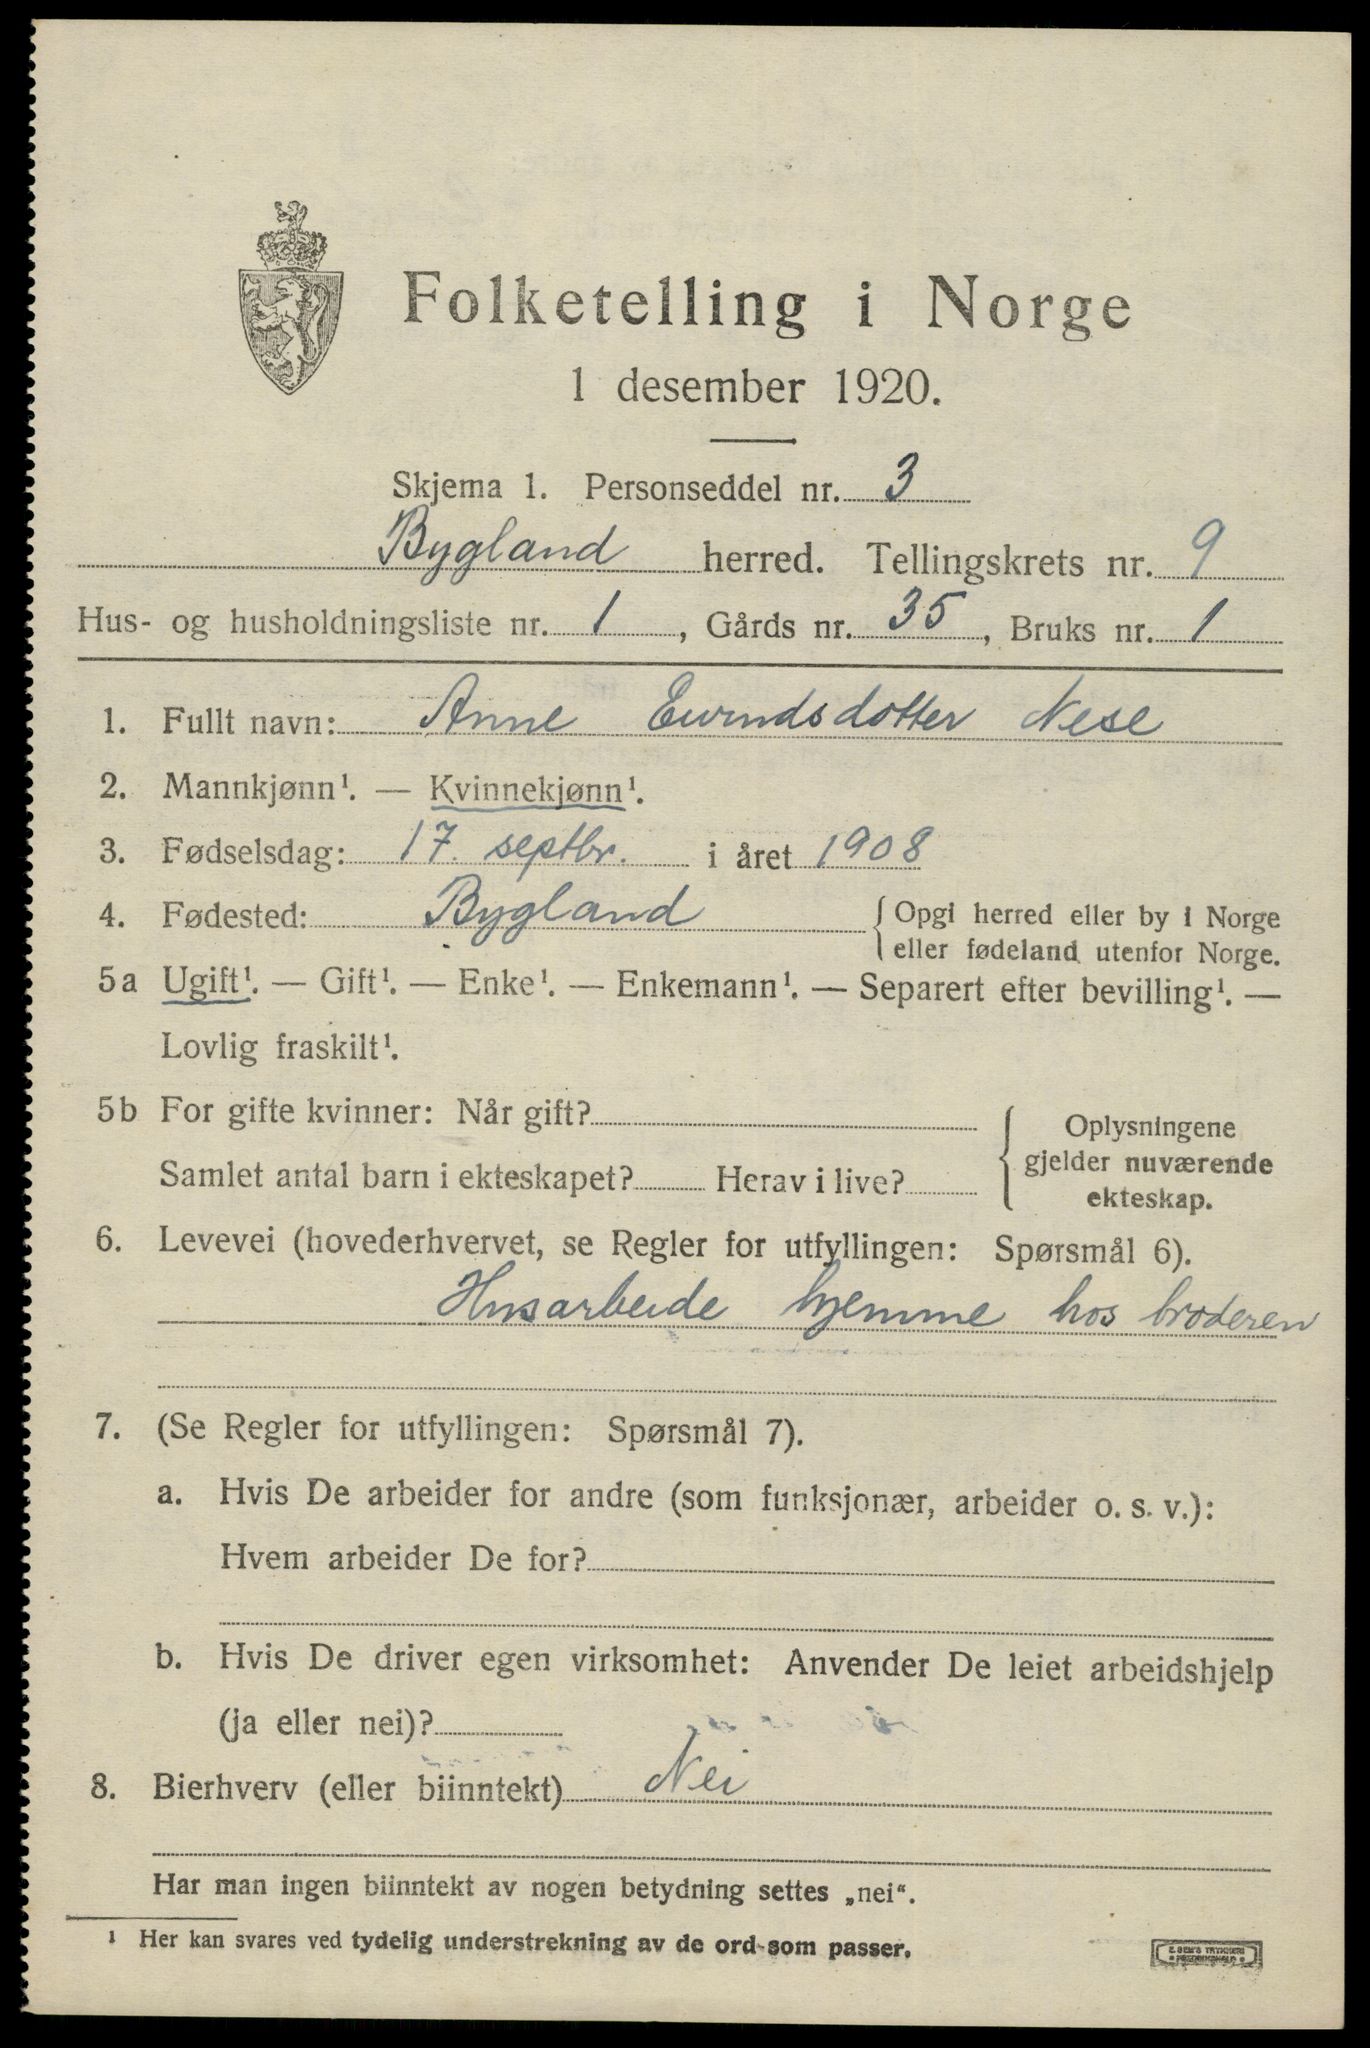 Folketelling i Norge
1 desember 1920.
Skjema 1. Personseddel nr. 3
Bygland herred. Tellingskrets nr. 9
Hus- og husholdningsliste nr. 1, Gårds nr. 35, Bruks nr. 1
1. Fullt navn: Anne Eivindsdotter Nese
2. Mannkjønn¹. — Kvinnekjønn¹.
3. Fødselsdag: 17. septbr. i året 1908
4. Fødested: Bygland { Opgi herred eller by i Norge
eller fødeland utenfor Norge.
5a Ugift¹. — Gift¹. — Enke¹. — Enkemann¹. — Separert efter bevilling¹. —
Lovlig fraskilt¹.
5b For gifte kvinner: Når gift?
Samlet antal barn i ekteskapet? Herav i live?
Oplysningene
gjelder nuværende
ekteskap.
6. Levevei (hovederhvervet, se Regler for utfyllingen: Spørsmål 6).
Husarbeide hjemme hos broderen
7. (Se Regler for utfyllingen: Spørsmål 7).
a. Hvis De arbeider for andre (som funksjonær, arbeider o. s. v.):
Hvem arbeider De for?
b. Hvis De driver egen virksomhet: Anvender De leiet arbeidshjelp
(ja eller nei)?
8. Bierhverv (eller biinntekt) Nei
Har man ingen biinntekt av nogen betydning settes „nei“.
¹ Her kan svares ved tydelig understrekning av de ord som passer.
E. SEM'S TRYKKERI
FREDRIKSHALD